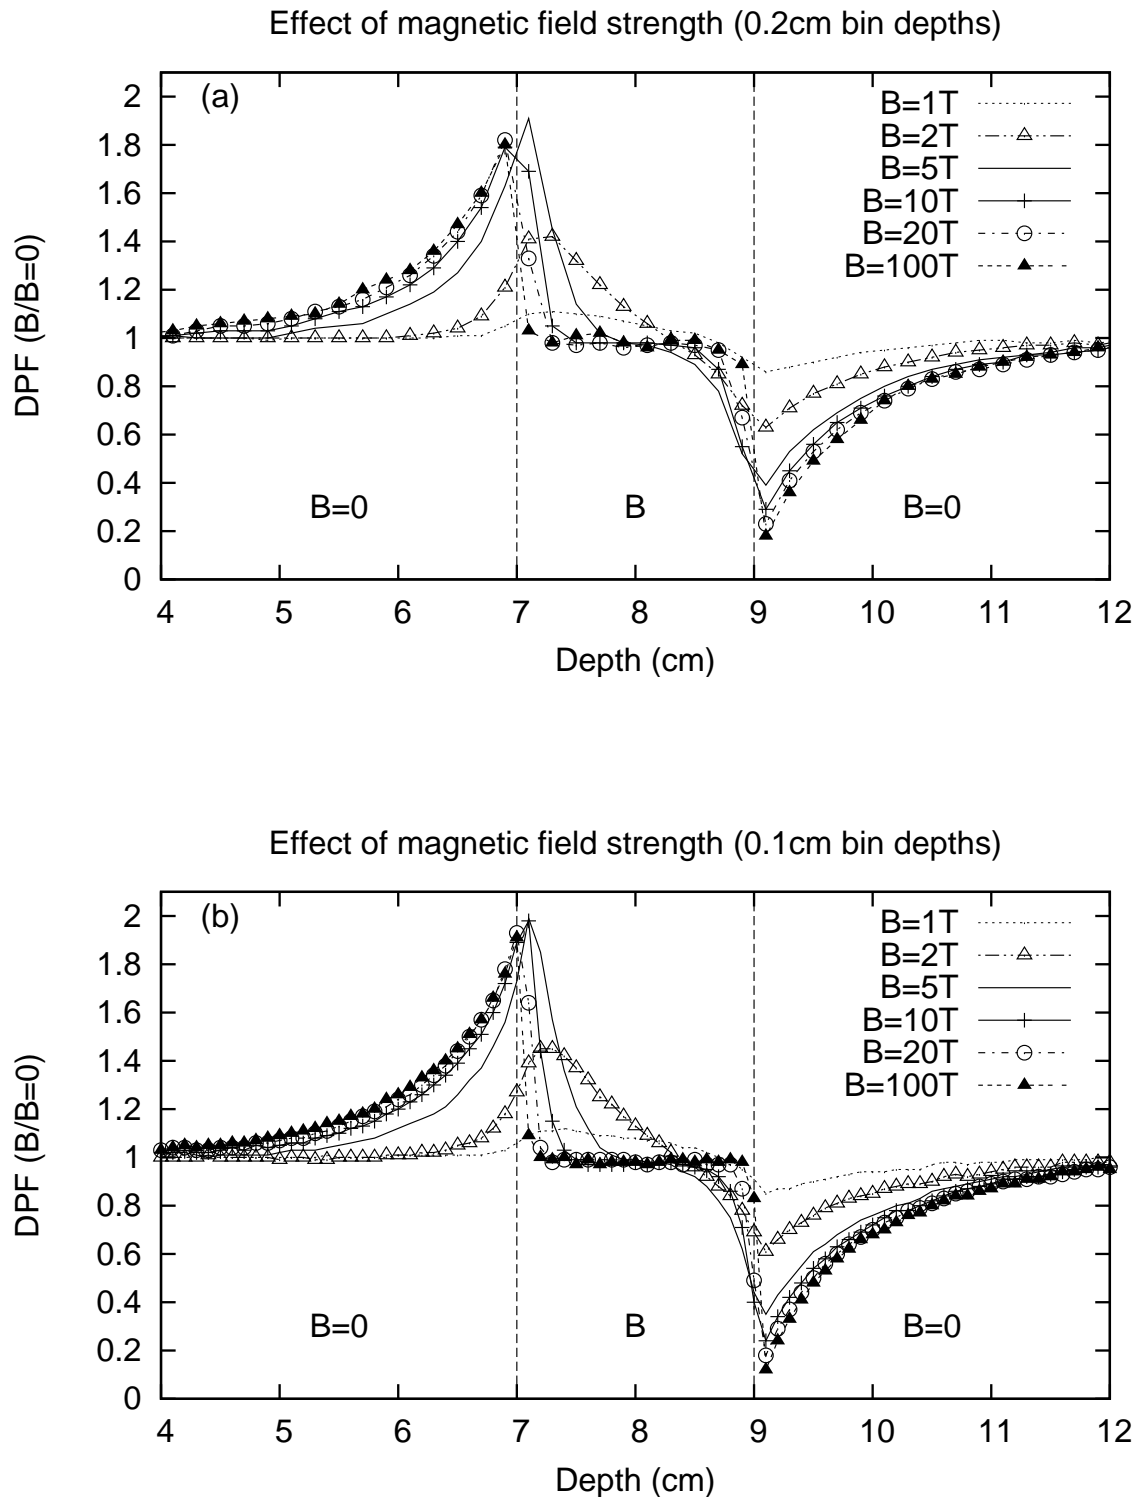 Effect of magnetic field strength (0.2cm bin depths)
(a)
B=1T
B=2T
B=5T
B=10T
B=20T
B=100T
DPF (B/B=0)
2
1.8
1.6
1.4
1.2
1
0.8
0.6
0.4
0.2
0
B=0 B B=0
4 5 6 7 8 9 10 11 12
Depth (cm)
Effect of magnetic field strength (0.1cm bin depths)
(b)
B=1T
B=2T
B=5T
B=10T
B=20T
B=100T
DPF (B/B=0)
2
1.8
1.6
1.4
1.2
1
0.8
0.6
0.4
0.2
0
B=0 B B=0
4 5 6 7 8 9 10 11 12
Depth (cm)